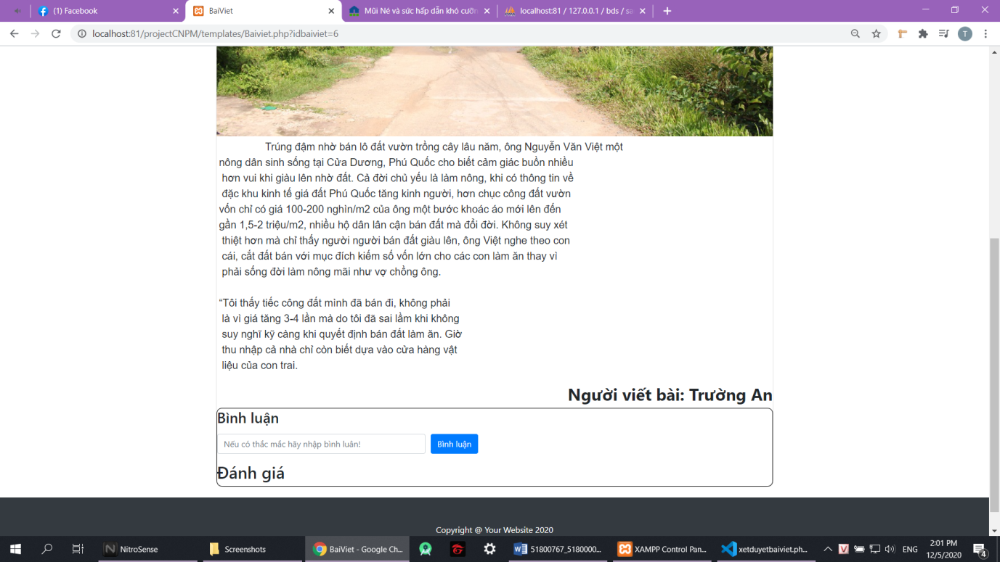 (1) Facebook
BaiViet
Mũi Né và sức hấp dẫn khó cưỡn
localhost:81 / 127.0.0.1 / bds / sa
localhost:81/projectCNPM/templates/Baiviet.php?idbaiviet=6
T
Trúng đậm nhờ bán lô đất vườn trồng cây lâu năm, ông Nguyễn Văn Việt một
nông dân sinh sống tại Cửa Dương, Phú Quốc cho biết cảm giác buồn nhiều
hơn vui khi giàu lên nhờ đất. Cả đời chủ yếu là làm nông, khi có thông tin về
đặc khu kinh tế giá đất Phú Quốc tăng kinh người, hơn chục công đất vườn
vốn chỉ có giá 100-200 nghìn/m2 của ông một bước khoác áo mới lên đến
gần 1,5-2 triệu/m2, nhiều hộ dân lân cận bán đất mà đổi đời. Không suy xét
thiệt hơn mà chỉ thấy người người bán đất giàu lên, ông Việt nghe theo con
cái, cắt đất bán với mục đích kiếm số vốn lớn cho các con làm ăn thay vì
phải sống đời làm nông mãi như vợ chồng ông.
“Tôi thấy tiếc công đất mình đã bán đi, không phải
là vì giá tăng 3-4 lần mà do tôi đã sai lầm khi không
suy nghĩ kỹ càng khi quyết định bán đất làm ăn. Giờ
thu nhập cả nhà chỉ còn biết dựa vào cửa hàng vật
liệu của con trai.
Người viết bài: Trường An
Bình luận
Nếu có thắc mắc hãy nhập bình luân!
Bình luận
Đánh giá
Copyright @ Your Website 2020
NitroSense
Screenshots
BaiViet - Google Ch...
51800767_5180000...
XAMPP Control Pan...
xetduyetbaiviet.ph...
ENG
2:01 PM
12/5/2020
4